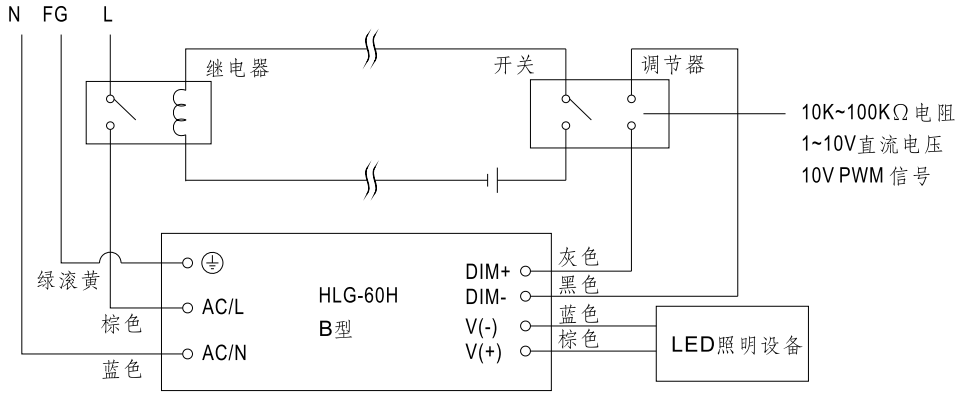 N FG L
继电器
开关
调节器
10K~100KΩ电阻
1~10V直流电压
10V PWM信号
绿滚黄
棕色
蓝色
AC/L
AC/N
HLG-60H
B型
DIM+
DIM-
V(-)
V(+)
灰色
黑色
蓝色
棕色
LED照明设备